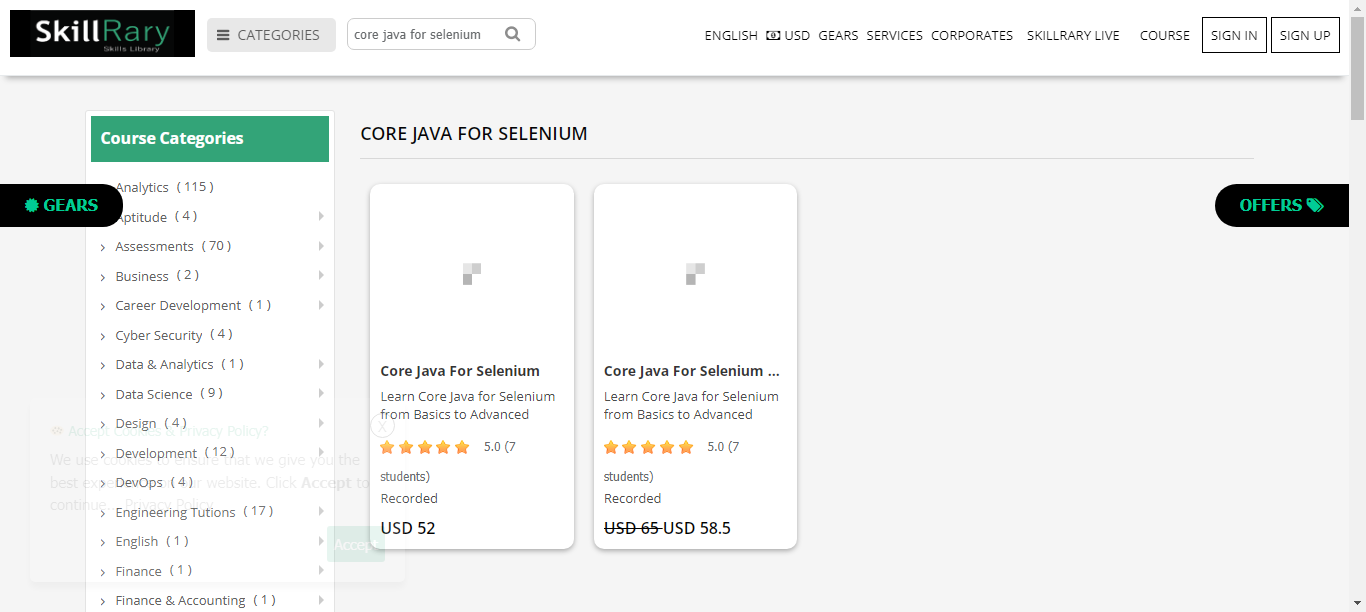 SkillRary
Skills Library
CATEGORIES
core java for selenium
ENGLISH USD GEARS SERVICES CORPORATES SKILLRARY LIVE COURSE SIGN IN SIGN UP
Course Categories
Analytics ( 115 )
Aptitude ( 4 )
Assessments ( 70 )
Business ( 2 )
Career Development ( 1 )
Cyber Security ( 4 )
Data & Analytics ( 1 )
Data Science ( 9 )
Design ( 4 )
Development ( 12 )
DevOps ( 4 )
Engineering Tutions ( 17 )
English ( 1 )
Finance ( 1 )
Finance & Accounting ( 1 )
GEARS
CORE JAVA FOR SELENIUM
Core Java For Selenium
Learn Core Java for Selenium
from Basics to Advanced
5.0 (7
students)
Recorded
USD 52
Core Java For Selenium ...
Learn Core Java for Selenium
from Basics to Advanced
5.0 (7
students)
Recorded
USD 65 USD 58.5
OFFERS
Accept Cookies & Privacy Policy?
X
We use cookies to ensure that we give you the
best on our website. Click Accept to
continue... Privacy Policy
Accept